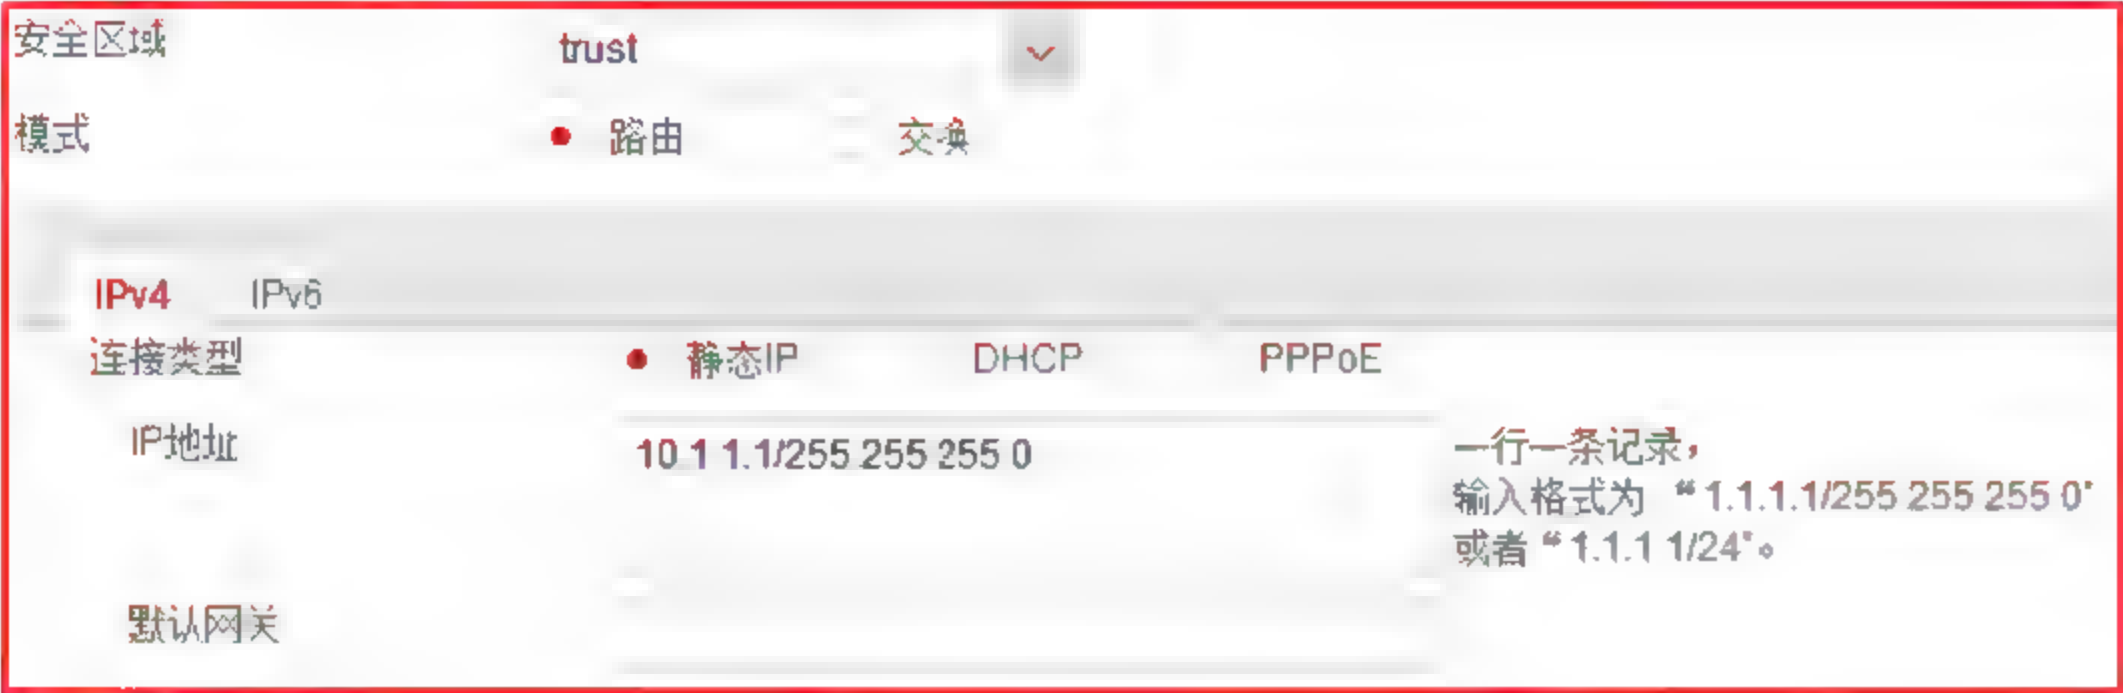 安全区域 trust
模式 路由 交换
IPv4 IPv6
连接类型 静态IP DHCP PPPoE
IP地址 10.1.1.1/255.255.255.0 一行一条记录,
输入格式为 “1.1.1.1/255.255.255.0”
或者“1.1.1.1/24”。
默认网关